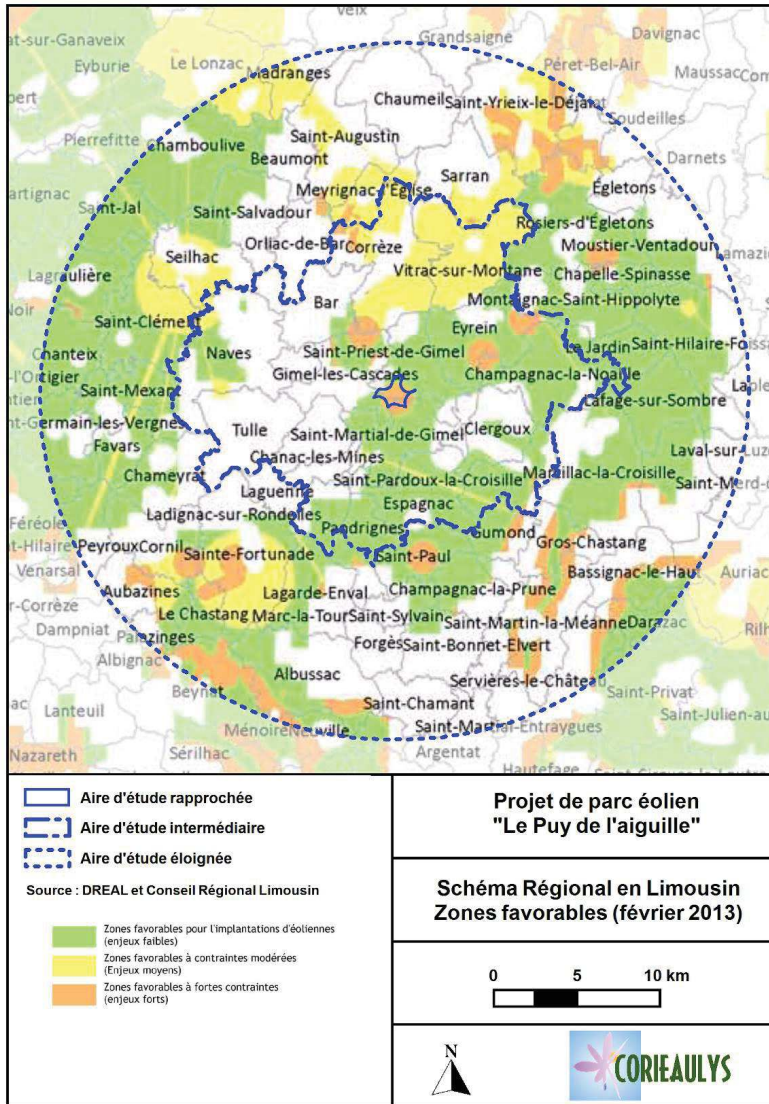 Veix
Grandsaigne
Davignac
at-sur-Ganaveix
Le Lonzac
Péret-Bel-Air
Eyburie
Madranges
Maussac
Chaumeil
Saint-Yrieix-le-Déjalat
Soudeilles
Pierrefitte
Saint-Augustin
Chamboulive
Darnets
Beaumont
Sarran
Meyrignac-l'Église
Égletons
Saint-Jal
Saint-Salvadour
Rosiers-d'Égletons
Orliac-de-Bar
Corrèze
Moustier-Ventadour
Seilhac
Vitrac-sur-Montane
Chapelle-Spinasse
Lagraulière
Bar
Montaignac-Saint-Hippolyte
Saint-Clément
Eyrein
Chanteix
Naves
Saint-Priest-de-Gimel
Le Jardin
Saint-Hilaire-Foissa
Gimel-les-Cascades
Champagnac-la-Noaille
Saint-Mexant
Lafage-sur-Sombre
nt-Germain-les-Vergnes
Tulle
Saint-Martial-de-Gimel
Clergoux
Favars
Chanac-les-Mines
Laval-sur-Luz
Chameyrat
Saint-Pardoux-la-Croisille
Marcillac-la-Croisille
Saint-Merd-d
Laguenne
Espagnac
Ladignac-sur-Rondelles
Pandrignes
Gumond
Peyroux
Cornil
Sainte-Fortunade
Saint-Paul
Gros-Chastang
Venarsal
Bassignac-le-Haut
Auriac
Aubazines
Lagarde-Enval
Champagnac-la-Prune
Le Chastang
Marc-la-Tour
Saint-Sylvain
Saint-Martin-la-Méanne
Darazac
Dampniat
Palazinges
Albignac
Forgès
Saint-Bonnet-Elvert
Albussac
Servières-le-Château
Saint-Privat
Beynat
Lanteuil
Saint-Chamant
Saint-Julien-au
Ménoire
Neuville
Saint-Martial-Entraygues
Nazareth
Sérilhac
Argentat
Hautefage
Aire d'étude rapprochée
Aire d'étude intermédiaire
Aire d'étude éloignée
Source : DREAL et Conseil Régional Limousin
Zones favorables pour l'implantations d'éoliennes
(enjeux faibles)
Zones favorables à contraintes modérées
(Enjeux moyens)
Zones favorables à fortes contraintes
(enjeux forts)
Projet de parc éolien
"Le Puy de l'aiguille"
Schéma Régional en Limousin
Zones favorables (février 2013)
0 5 10 km
N
CORIEAULYS